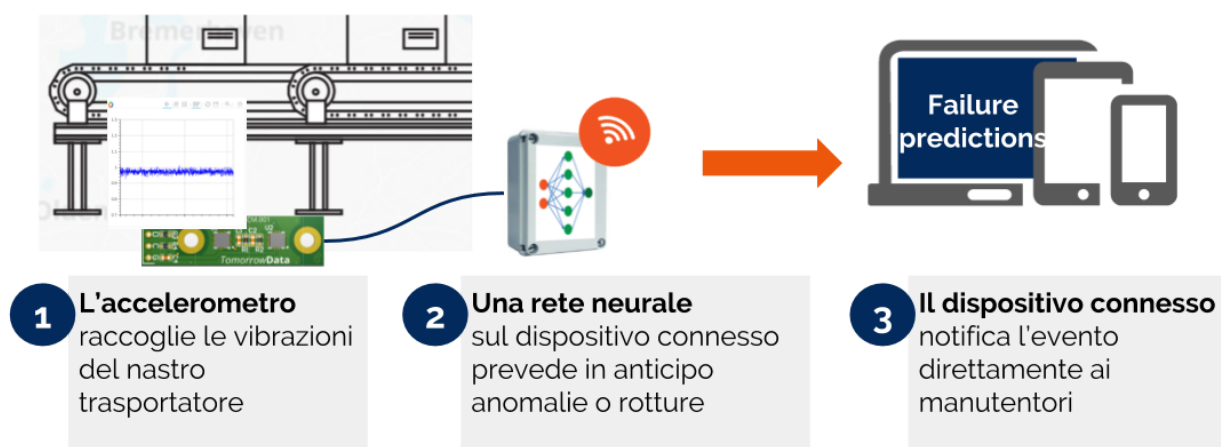 Bremerhaven
Failure
predictions
TomorrowData
1
L'accelerometro
raccoglie le vibrazioni
del nastro
trasportatore
2
Una rete neurale
sul dispositivo connesso
prevede in anticipo
anomalie o rotture
3
Il dispositivo connesso
notifica l'evento
direttamente ai
manutentori